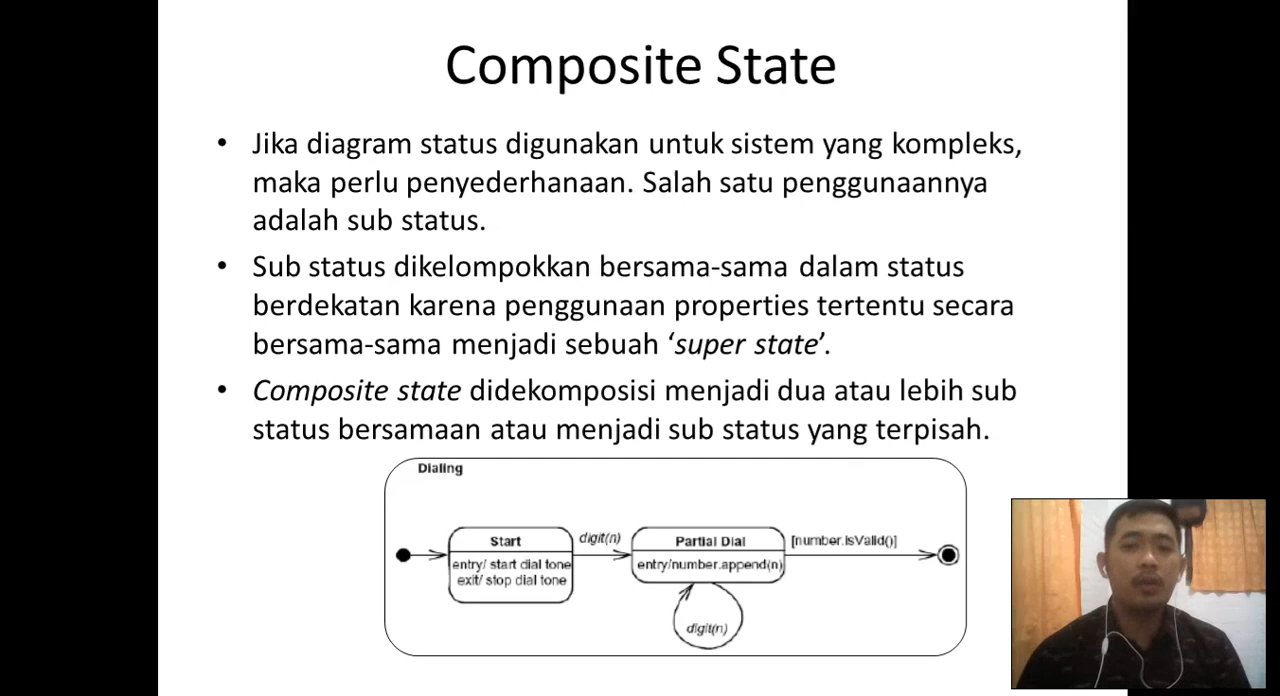 Composite State
• Jika diagram status digunakan untuk sistem yang kompleks,
maka perlu penyederhanaan. Salah satu penggunaannya
adalah sub status.
• Sub status dikelompokkan bersama-sama dalam status
berdekatan karena penggunaan properties tertentu secara
bersama-sama menjadi sebuah ‘super state’.
• Composite state didekomposisi menjadi dua atau lebih sub
status bersamaan atau menjadi sub status yang terpisah.
Dialing
Start
entry/ start dial tone
exit/ stop dial tone
digit(n)
Partial Dial
entry/number.append(n)
digit(n)
[number.isValid()]